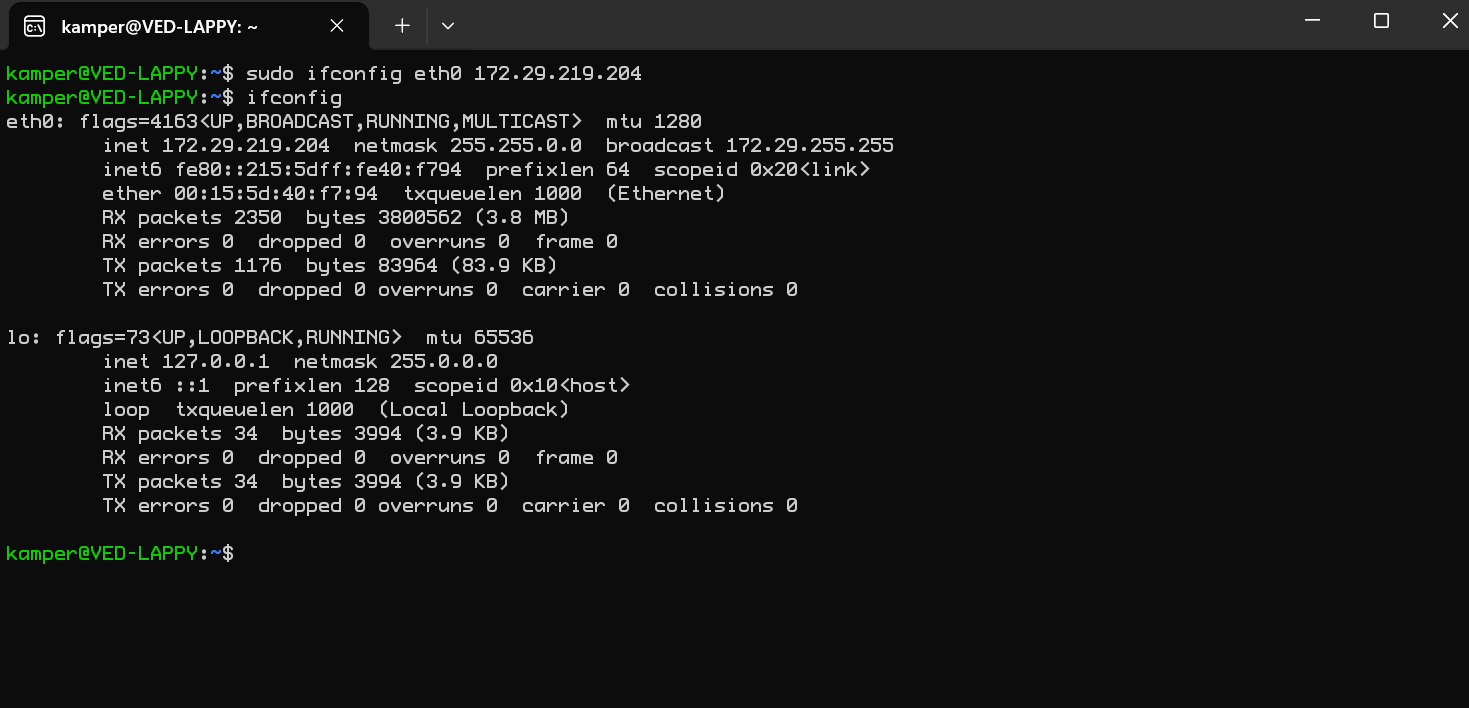 kamper@VED-LAPPY: ~
kamper@VED-LAPPY:~$ sudo ifconfig eth0 172.29.219.204
kamper@VED-LAPPY:~$ ifconfig
eth0: flags=4163<UP,BROADCAST,RUNNING,MULTICAST>  mtu 1280
        inet 172.29.219.204  netmask 255.255.0.0  broadcast 172.29.255.255
        inet6 fe80::215:5dff:fe40:f794  prefixlen 64  scopeid 0x20<link>
        ether 00:15:5d:40:f7:94  txqueuelen 1000  (Ethernet)
        RX packets 2350  bytes 3800562 (3.8 MB)
        RX errors 0  dropped 0  overruns 0  frame 0
        TX packets 1176  bytes 83964 (83.9 KB)
        TX errors 0  dropped 0 overruns 0  carrier 0  collisions 0

lo: flags=73<UP,LOOPBACK,RUNNING>  mtu 65536
        inet 127.0.0.1  netmask 255.0.0.0
        inet6 ::1  prefixlen 128  scopeid 0x10<host>
        loop  txqueuelen 1000  (Local Loopback)
        RX packets 34  bytes 3994 (3.9 KB)
        RX errors 0  dropped 0  overruns 0  frame 0
        TX packets 34  bytes 3994 (3.9 KB)
        TX errors 0  dropped 0 overruns 0  carrier 0  collisions 0

kamper@VED-LAPPY:~$